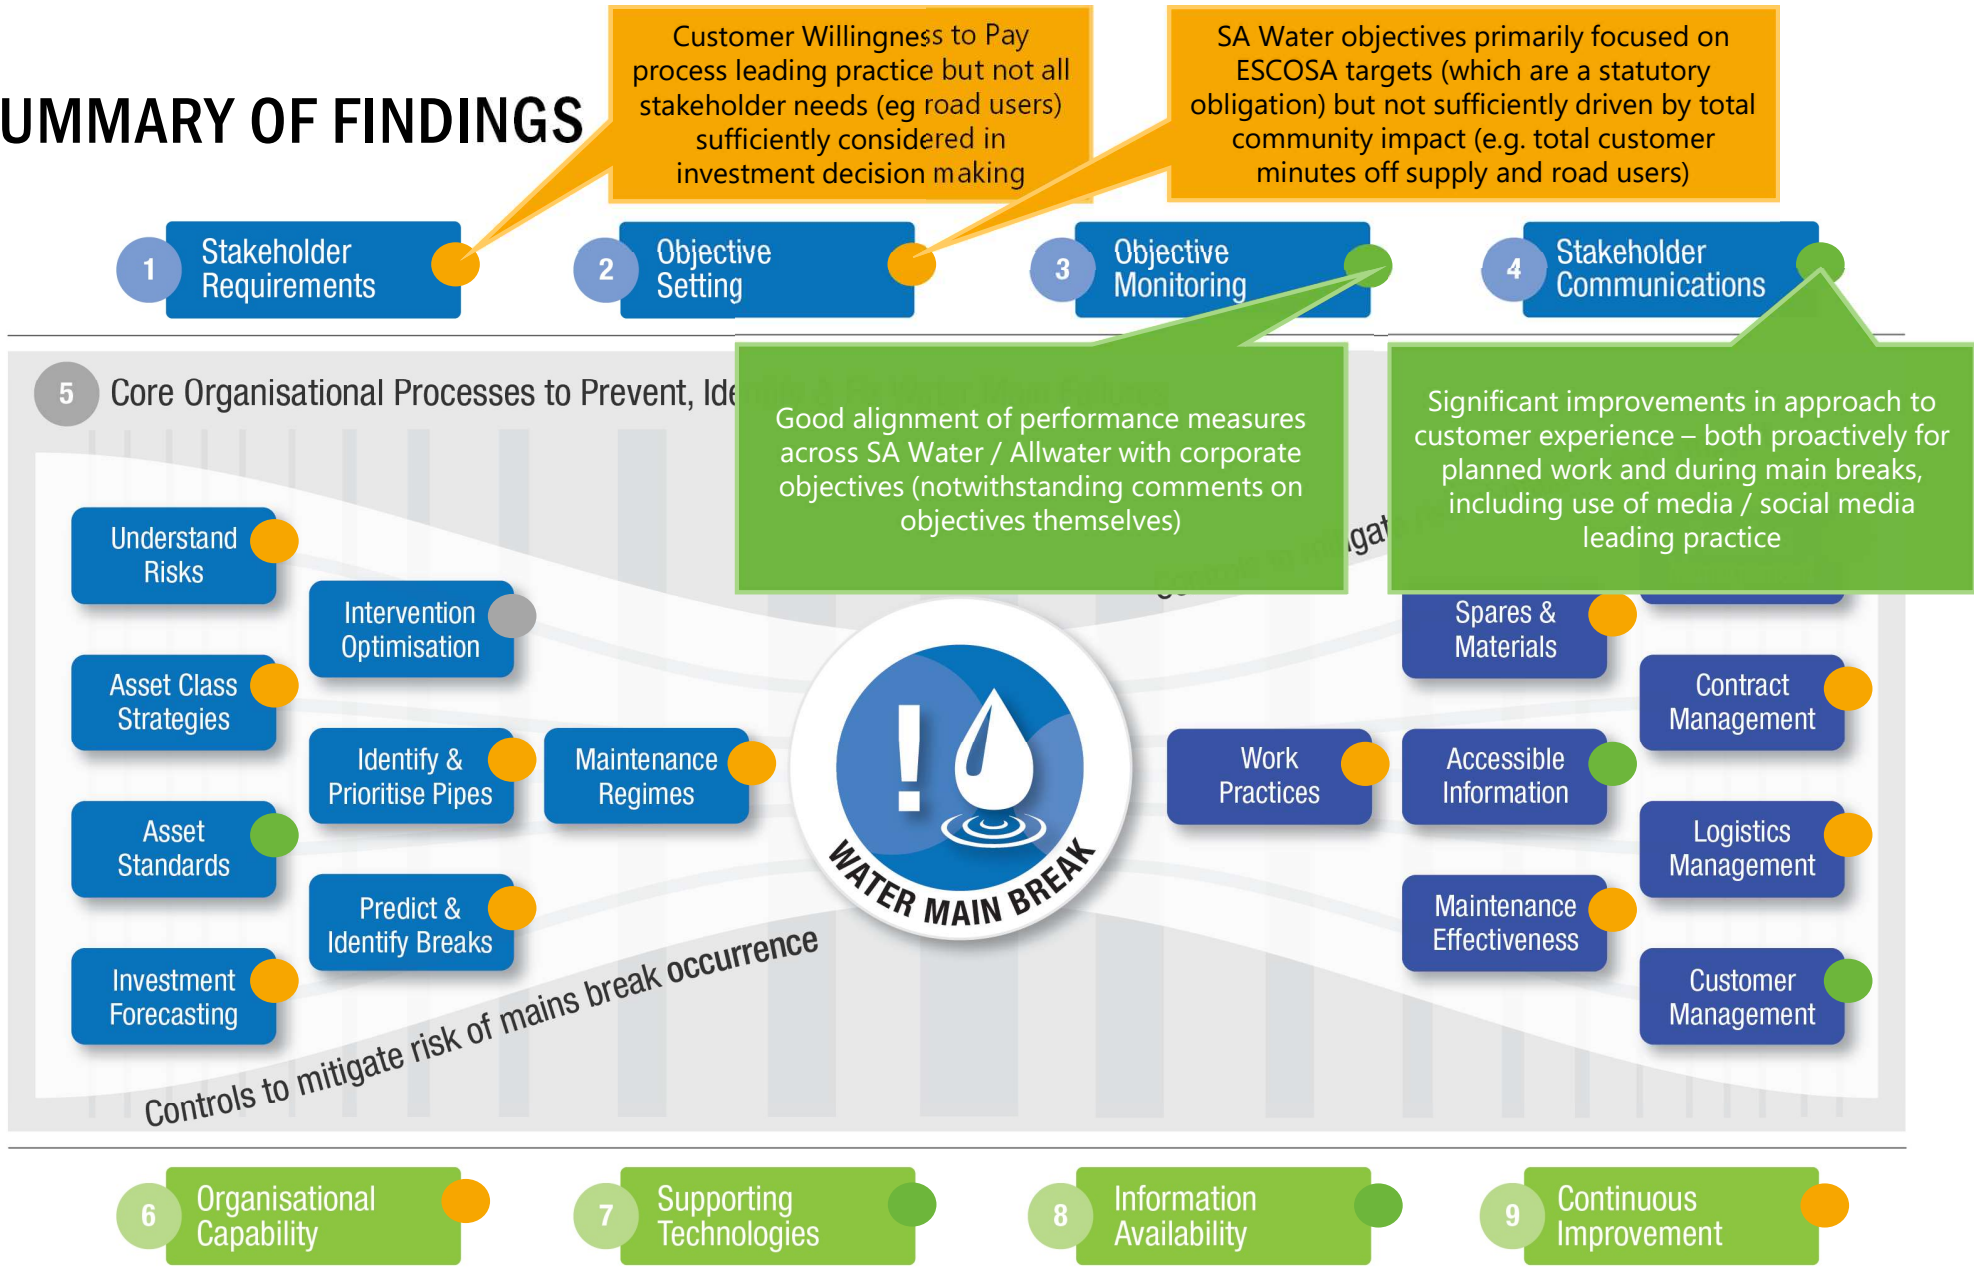 UMMARY OF FINDINGS
Customer Willingness to Pay
process leading practice but not all
stakeholder needs (eg road users)
sufficiently considered in
investment decision making
SA Water objectives primarily focused on
ESCOSA targets (which are a statutory
obligation) but not sufficiently driven by total
community impact (e.g. total customer
minutes off supply and road users)
1
Stakeholder
Requirements
2
Objective
Setting
3
Objective
Monitoring
4
Stakeholder
Communications
5
Core Organisational Processes to Prevent,
Good alignment of performance measures
across SA Water / Allwater with corporate
objectives (notwithstanding comments on
objectives themselves)
Significant improvements in approach to
customer experience – both proactively for
planned work and during main breaks,
including use of media / social media
leading practice
Understand
Risks
Intervention
Optimisation
Asset Class
Strategies
Identify &
Prioritise Pipes
Maintenance
Regimes
Asset
Standards
Predict &
Identify Breaks
Investment
Forecasting
Controls to mitigate risk of mains break occurrence
WATER MAIN BREAK
Spares &
Materials
Contract
Management
Work
Practices
Accessible
Information
Logistics
Management
Maintenance
Effectiveness
Customer
Management
6
Organisational
Capability
7
Supporting
Technologies
8
Information
Availability
9
Continuous
Improvement